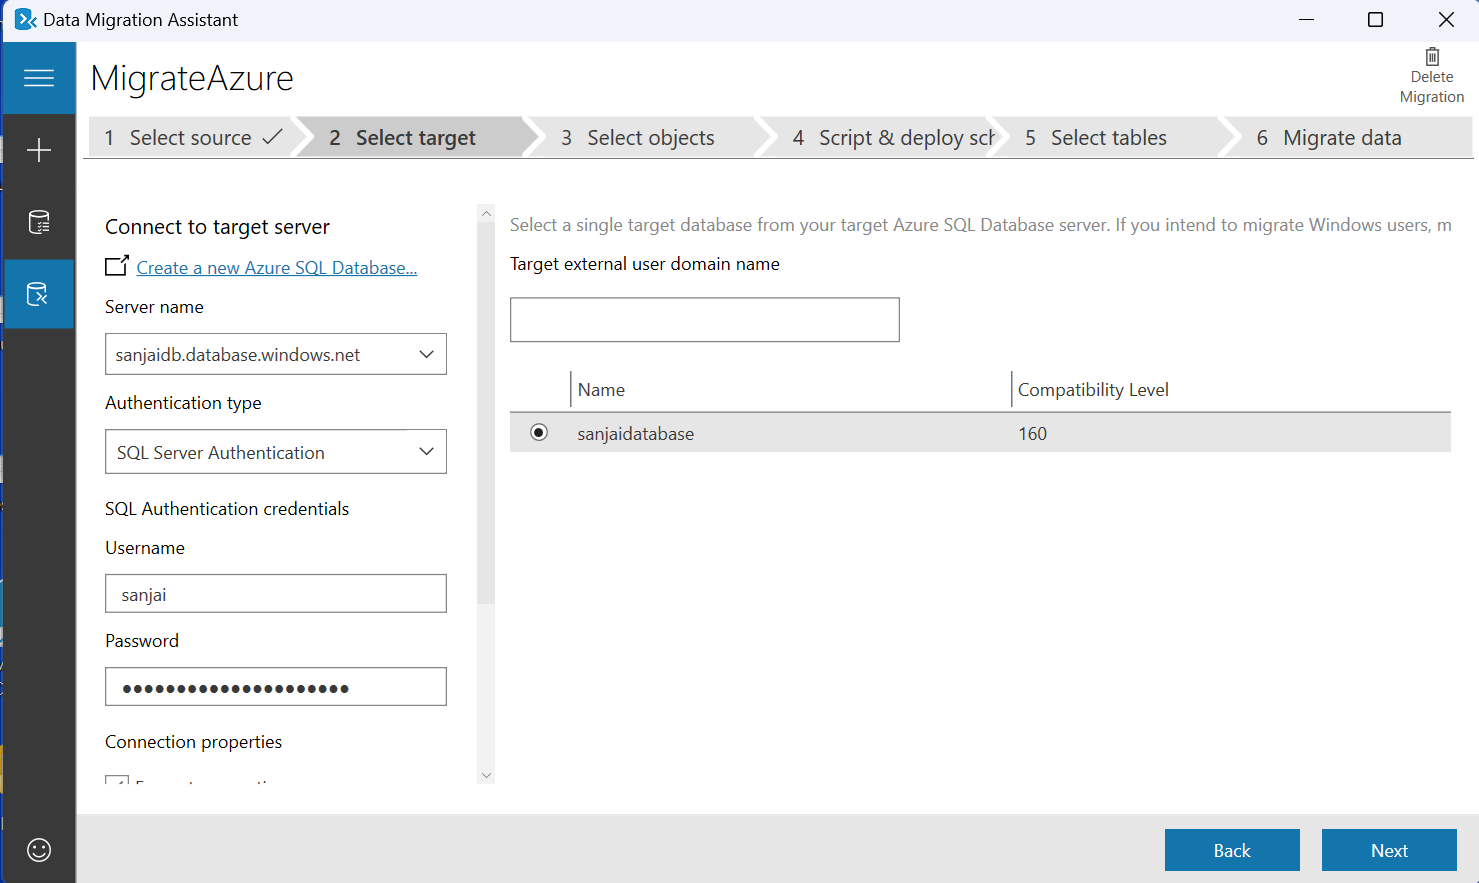 Data Migration Assistant
MigrateAzure
Delete
Migration
1 Select source
2 Select target
3 Select objects
4 Script & deploy sch
5 Select tables
6 Migrate data
Connect to target server
Create a new Azure SQL Database...
Server name
sanjaidb.database.windows.net
Authentication type
SQL Server Authentication
SQL Authentication credentials
Username
sanjai
Password
Connection properties
Select a single target database from your target Azure SQL Database server. If you intend to migrate Windows users, m
Target external user domain name
Name
Compatibility Level
sanjaidatabase
160
Back
Next